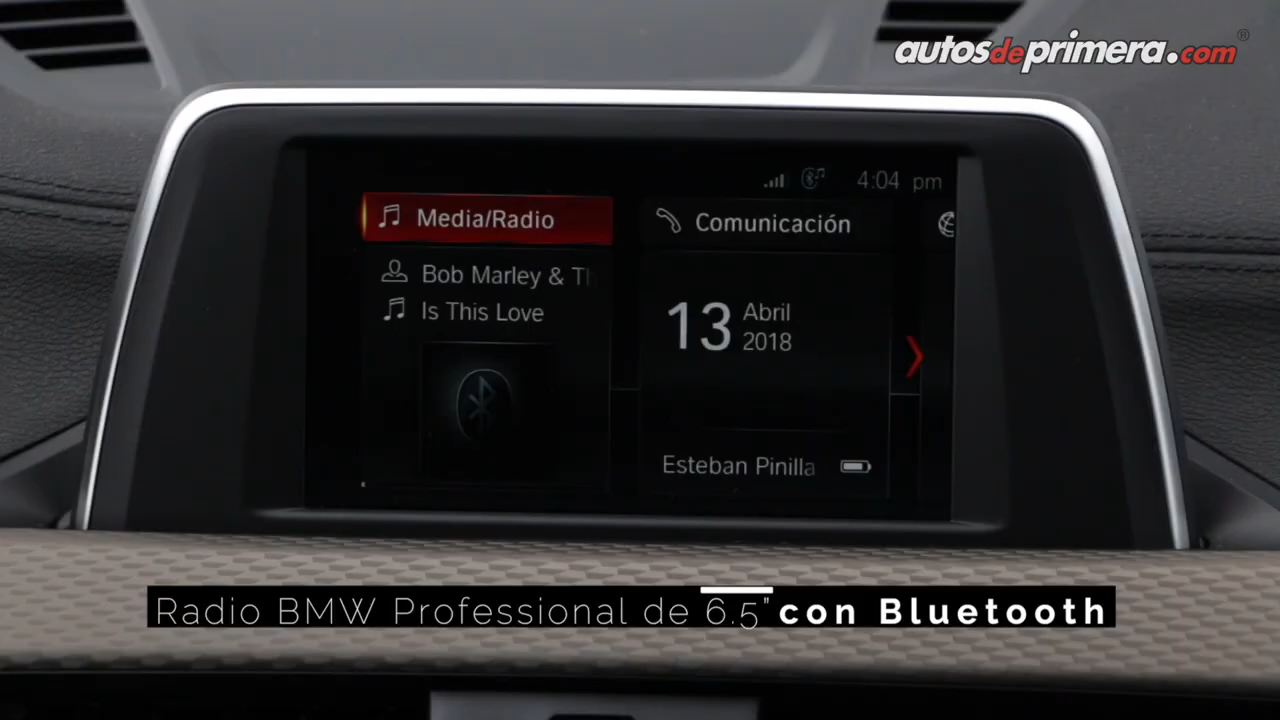 autosdeprimera.com®
4:04 pm
Media/Radio
Comunicación
Bob Marley & Th
Is This Love
13
Abril
2018
Esteban Pinilla
Radio BMW Professional de 6.5" con Bluetooth